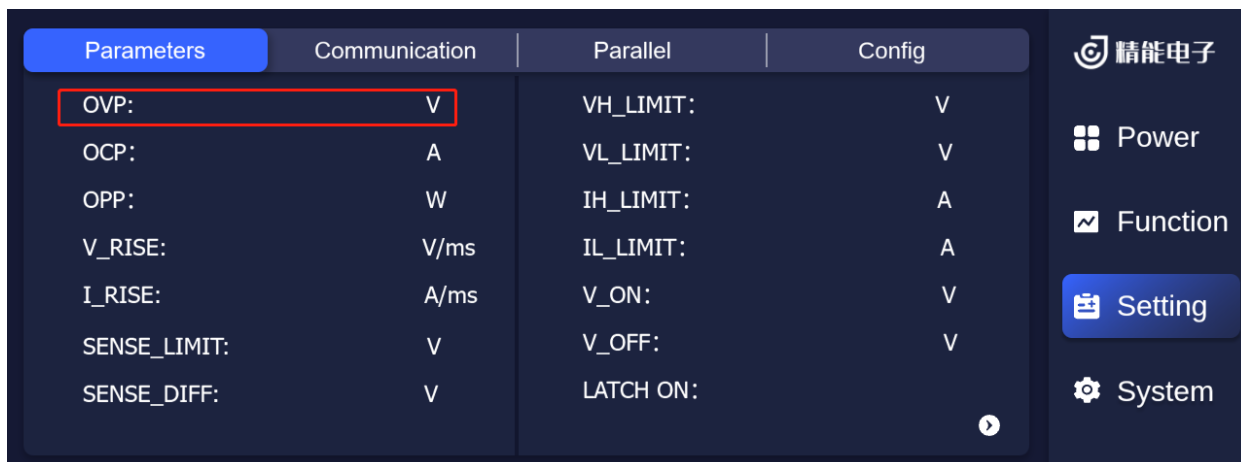 Parameters Communication Parallel Config
OVP: V
OCP: A
OPP: W
V_RISE: V/ms
I_RISE: A/ms
SENSE_LIMIT: V
SENSE_DIFF: V
VH_LIMIT: V
VL_LIMIT: V
IH_LIMIT: A
IL_LIMIT: A
V_ON: V
V_OFF: V
LATCH ON:
精能电子
Power
Function
Setting
System